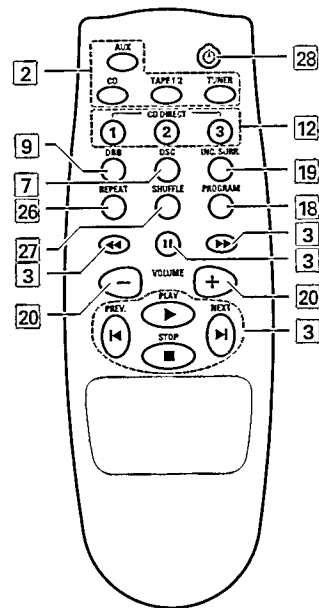 AUX
28
2
CD TAPE 1 2 TUNER
CD DIRECT
1 2 3
12
9
DBB DSC INC. SURR.
7
19
REPEAT SHUFFLE PROGRAM
26
18
27
3
3
3
VOLUME
20
20
PREV. PLAY NEXT
3
STOP